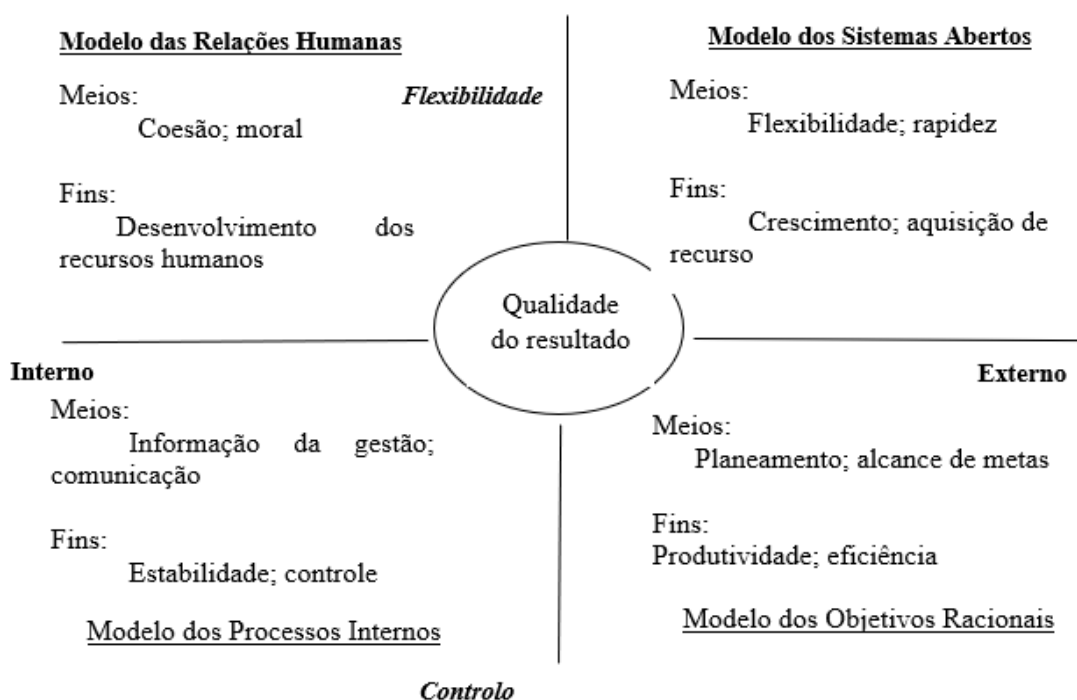 Modelo das Relações Humanas
Meios:
Flexibilidade
Coesão; moral
Fins:
Desenvolvimento dos
recursos humanos
Modelo dos Sistemas Abertos
Meios:
Flexibilidade; rapidez
Fins:
Crescimento; aquisição de
recurso
Qualidade
do resultado
Interno
Externo
Meios:
Informação da gestão;
comunicação
Fins:
Estabilidade; controle
Modelo dos Processos Internos
Meios:
Planeamento; alcance de metas
Fins:
Produtividade; eficiência
Modelo dos Objetivos Racionais
Controlo